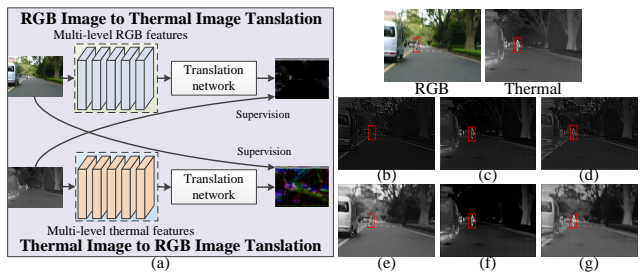 RGB Image to Thermal Image Tanslation
Multi-level RGB features
Translation
network
Supervision
Supervision
Translation
network
Multi-level thermal features
Thermal Image to RGB Image Tanslation
(a)
RGB
Thermal
(b)
(c)
(d)
(e)
(f)
(g)